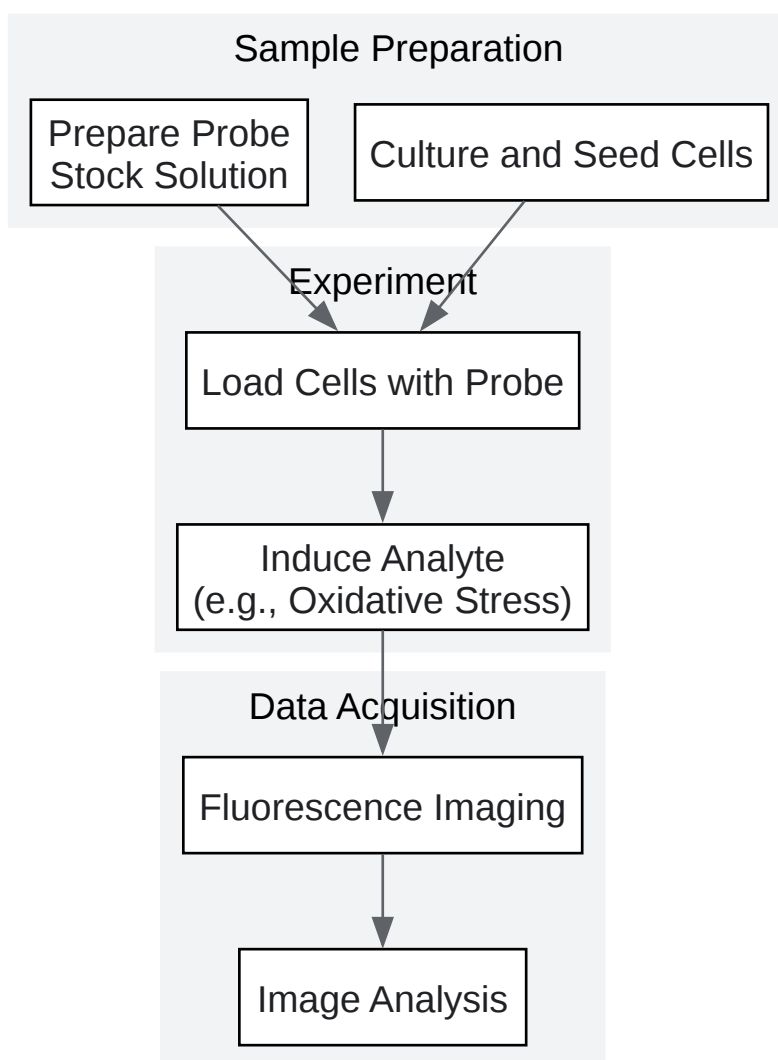 Sample Preparation
Prepare Probe
Stock Solution
Culture and Seed Cells
Experiment
Load Cells with Probe
Induce Analyte
(e.g., Oxidative Stress)
Data Acquisition
Fluorescence Imaging
Image Analysis